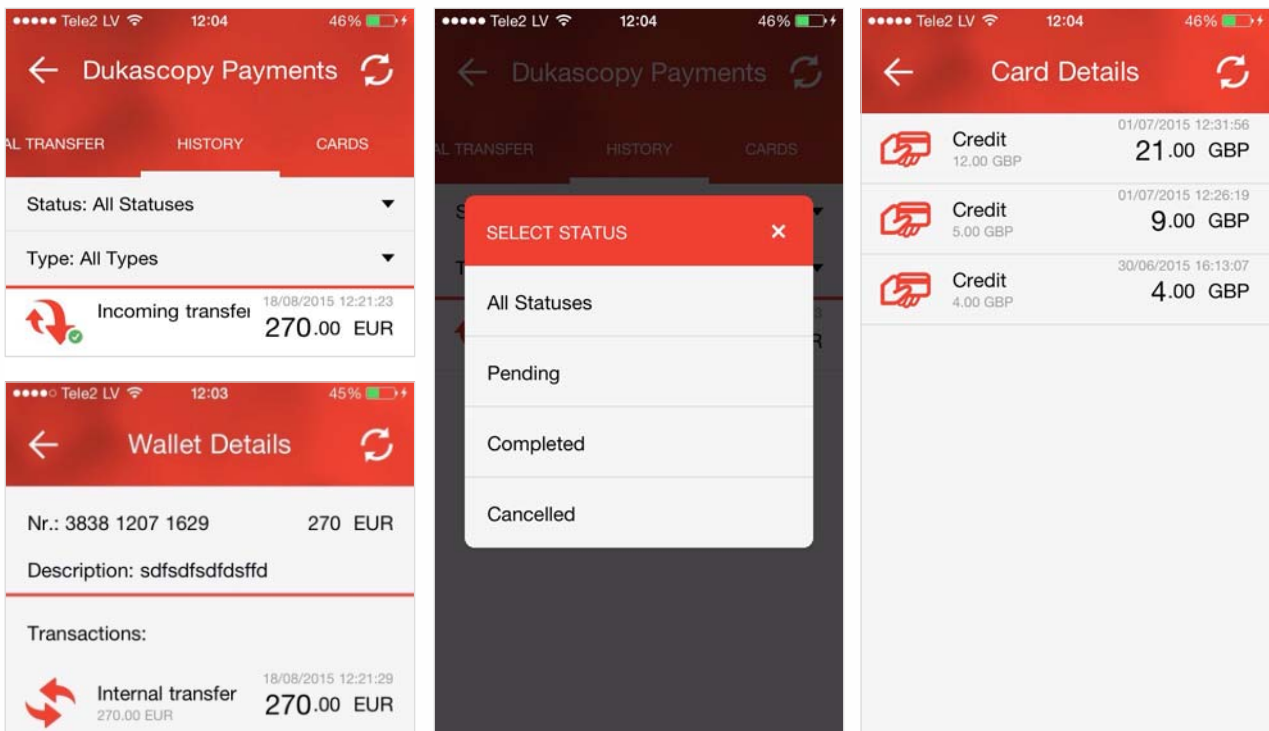 Tele2 LV 12:04 46%
Dukascopy Payments
AL TRANSFER HISTORY CARDS
Status: All Statuses
Type: All Types
18/08/2015 12:21:23
Incoming transfer
270.00 EUR
Tele2 LV 12:03 45%
Wallet Details
Nr.: 3838 1207 1629 270 EUR
Description: sdfsdfsdfdsffd
Transactions:
18/08/2015 12:21:29
Internal transfer
270.00 EUR
270.00 EUR
Tele2 LV 12:04 46%
Dukascopy Payments
AL TRANSFER HISTORY CARDS
SELECT STATUS ×
All Statuses
Pending
Completed
Cancelled
Tele2 LV 12:04 46%
Card Details
01/07/2015 12:31:56
Credit 21.00 GBP
12.00 GBP
01/07/2015 12:26:19
Credit 9.00 GBP
5.00 GBP
30/06/2015 16:13:07
Credit 4.00 GBP
4.00 GBP